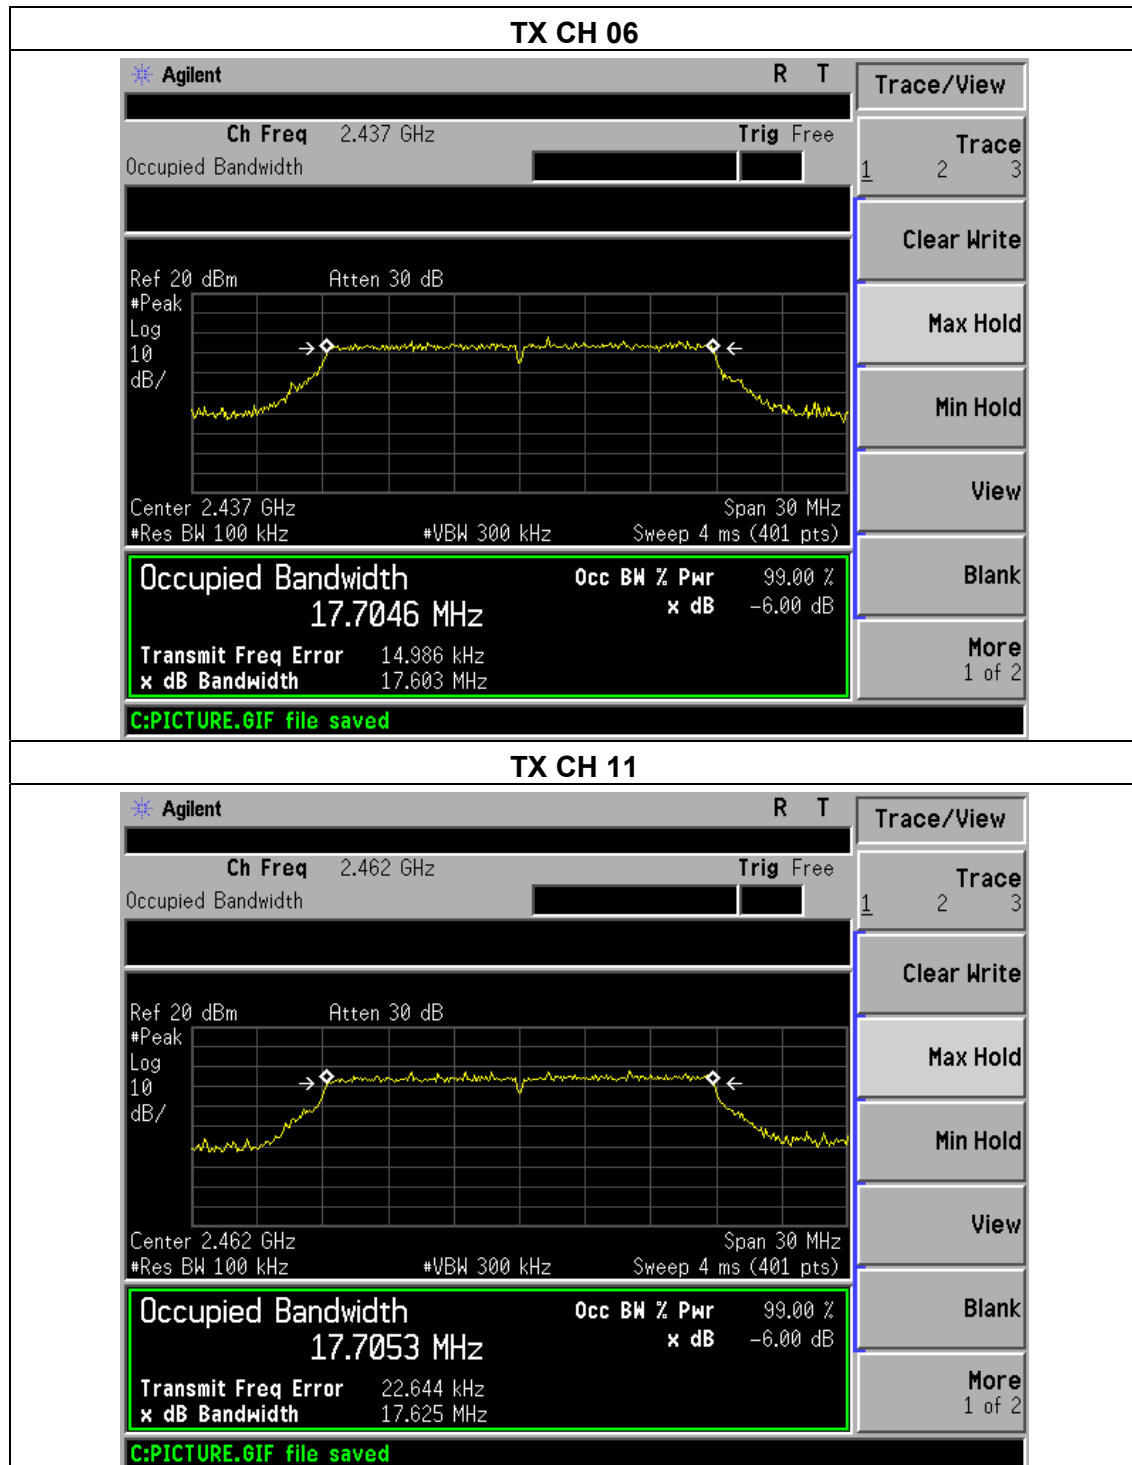 TX CH 06
Agilent R T
Trace/View
Ch Freq 2.437 GHz Trig Free
Occupied Bandwidth
Trace
1 2 3
Clear Write
Ref 20 dBm Atten 30 dB
#Peak
Log
10
dB/
Max Hold
Min Hold
View
Center 2.437 GHz Span 30 MHz
#Res BW 100 kHz #VBW 300 kHz Sweep 4 ms (401 pts)
Occupied Bandwidth Occ BW % Pwr 99.00 %
17.7046 MHz x dB -6.00 dB
Blank
Transmit Freq Error 14.986 kHz
x dB Bandwidth 17.603 MHz
More
1 of 2
C:PICTURE.GIF file saved
TX CH 11
Agilent R T
Trace/View
Ch Freq 2.462 GHz Trig Free
Occupied Bandwidth
Trace
1 2 3
Clear Write
Ref 20 dBm Atten 30 dB
#Peak
Log
10
dB/
Max Hold
Min Hold
View
Center 2.462 GHz Span 30 MHz
#Res BW 100 kHz #VBW 300 kHz Sweep 4 ms (401 pts)
Occupied Bandwidth Occ BW % Pwr 99.00 %
17.7053 MHz x dB -6.00 dB
Blank
Transmit Freq Error 22.644 kHz
x dB Bandwidth 17.625 MHz
More
1 of 2
C:PICTURE.GIF file saved